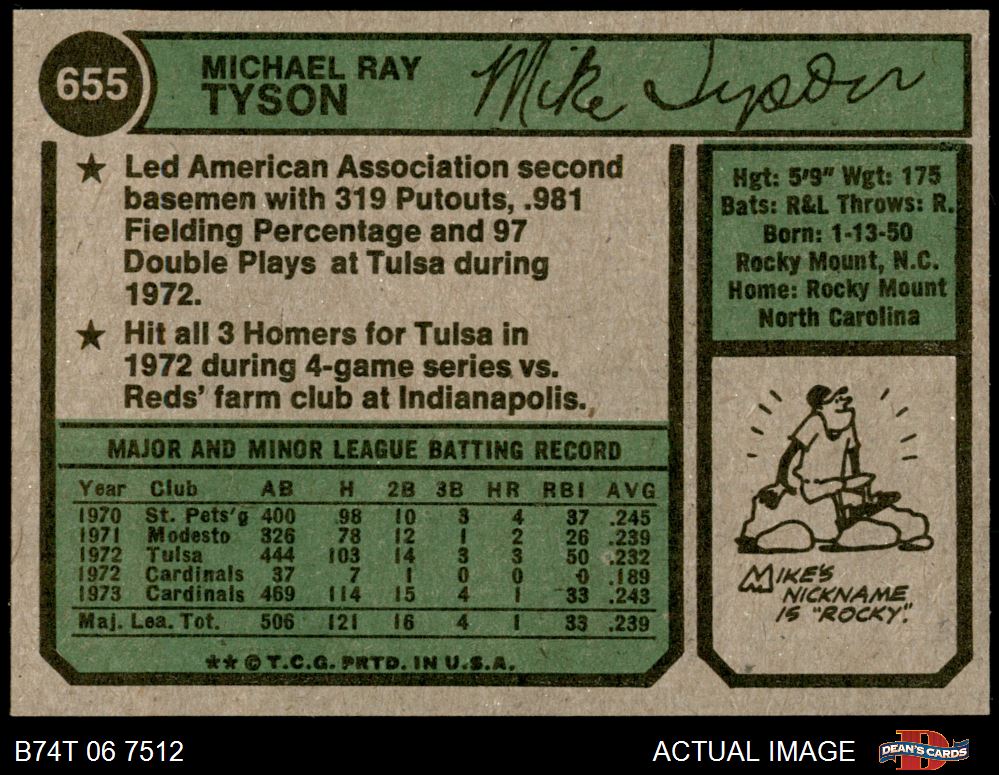 655
MICHAEL RAY
TYSON
Mike Tyson
★ Led American Association second
basemen with 319 Putouts, .981
Fielding Percentage and 97
Double Plays at Tulsa during
1972.
★ Hit all 3 Homers for Tulsa in
1972 during 4-game series vs.
Reds' farm club at Indianapolis.
MAJOR AND MINOR LEAGUE BATTING RECORD
Year Club AB H 2B 3B HR RBI AVG
1970 St. Pets'g 400 98 10 3 4 37 .245
1971 Modesto 326 78 12 1 2 26 .239
1972 Tulsa 444 103 14 3 3 50 .232
1972 Cardinals 37 7 1 0 0 0 .189
1973 Cardinals 469 114 15 4 1 33 .243
Maj. Lea. Tot. 506 121 16 4 1 33 .239
★★ © T.C.G. PRTD. IN U.S.A.
Hgt: 5'9" Wgt: 175
Bats: R&L Throws: R.
Born: 1-13-50
Rocky Mount, N.C.
Home: Rocky Mount
North Carolina
MIKE'S
NICKNAME
IS "ROCKY."
B74T 06 7512
ACTUAL IMAGE
D
DEAN'S CARDS